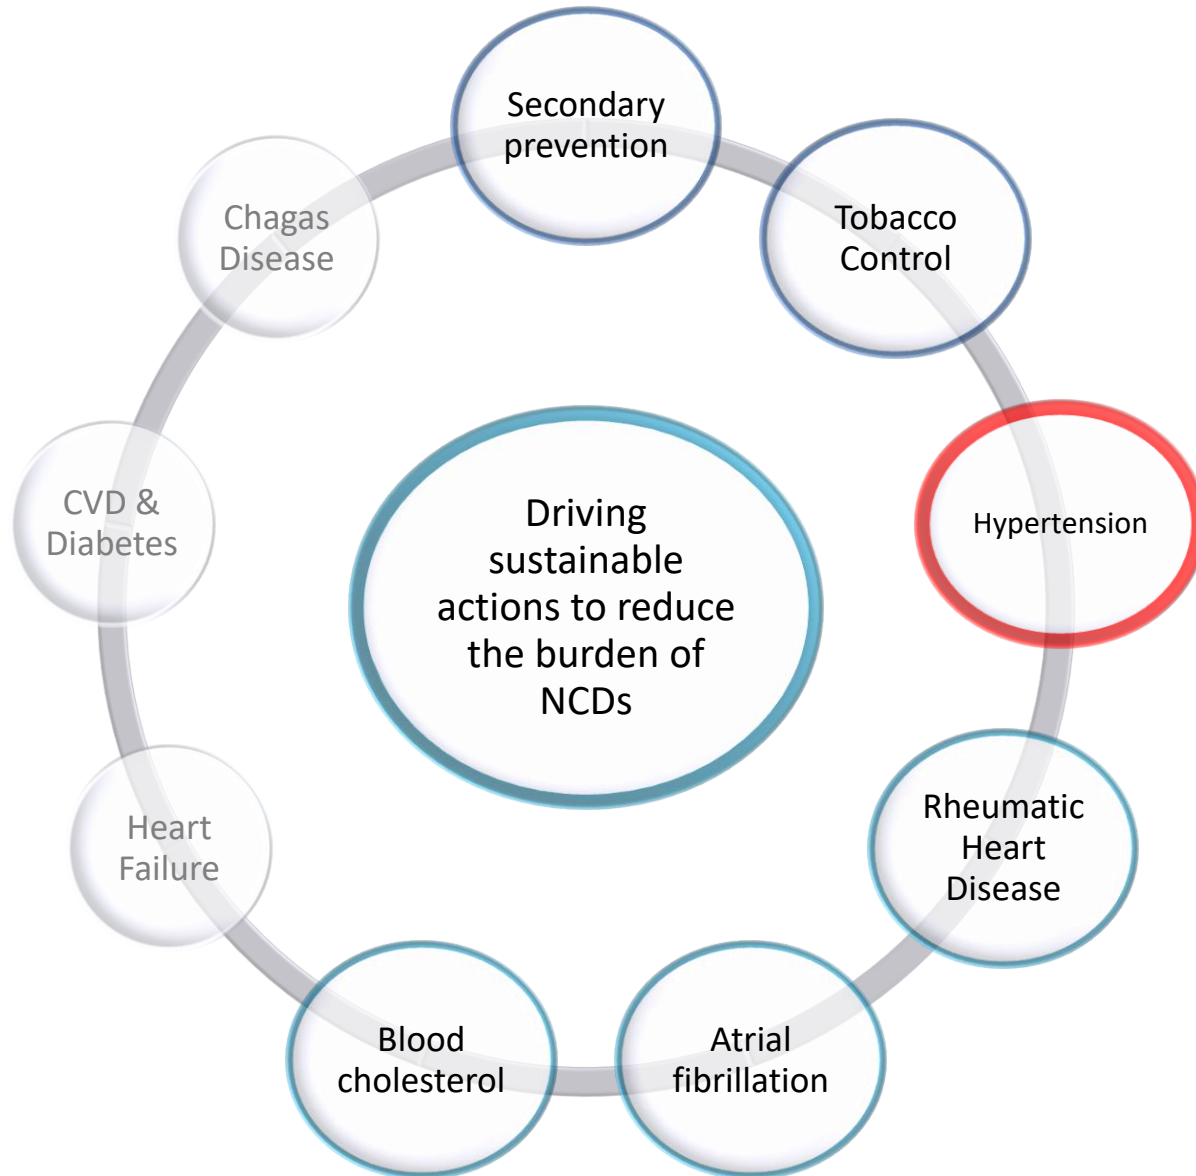 Secondary
prevention
Tobacco
Control
Hypertension
Rheumatic
Heart
Disease
Atrial
fibrillation
Blood
cholesterol
Heart
Failure
CVD &
Diabetes
Chagas
Disease
Driving
sustainable
actions to reduce
the burden of
NCDs